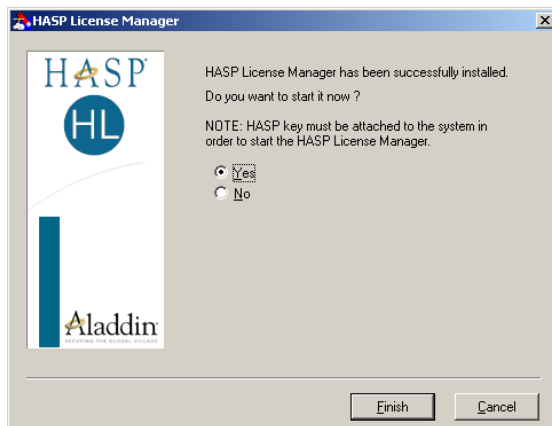 HASP License Manager
HASP
HL
Aladdin
SECURING THE GLOBAL VILLAGE
HASP License Manager has been successfully installed.
Do you want to start it now ?
NOTE: HASP key must be attached to the system in
order to start the HASP License Manager.
Yes
No
Finish
Cancel